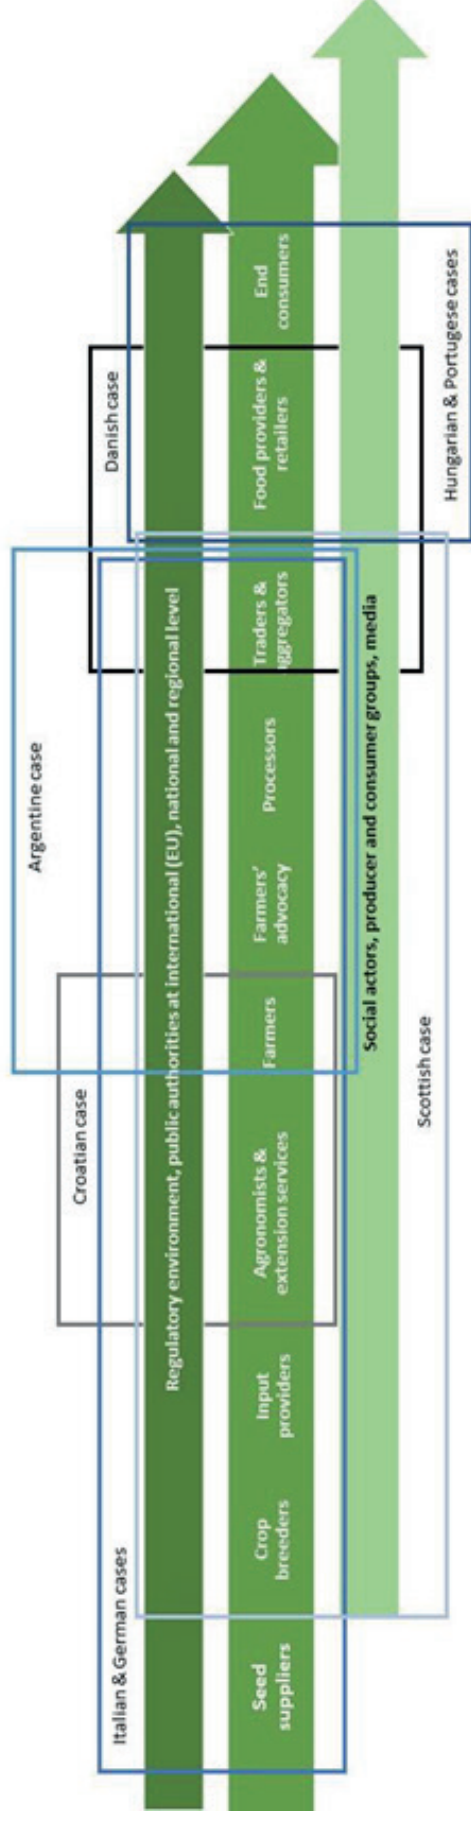 Italian & German cases
Croatian case
Argentine case
Danish case
Regulatory environment, public authorities at international (EU), national and regional level
Seed
suppliers
Crop
breeders
Input
providers
Agronomists &
extension services
Farmers
Farmers'
advocacy
Processors
Traders &
aggregators
Food providers &
retailers
End
consumers
Social actors, producer and consumer groups, media
Scottish case
Hungarian & Portugese cases